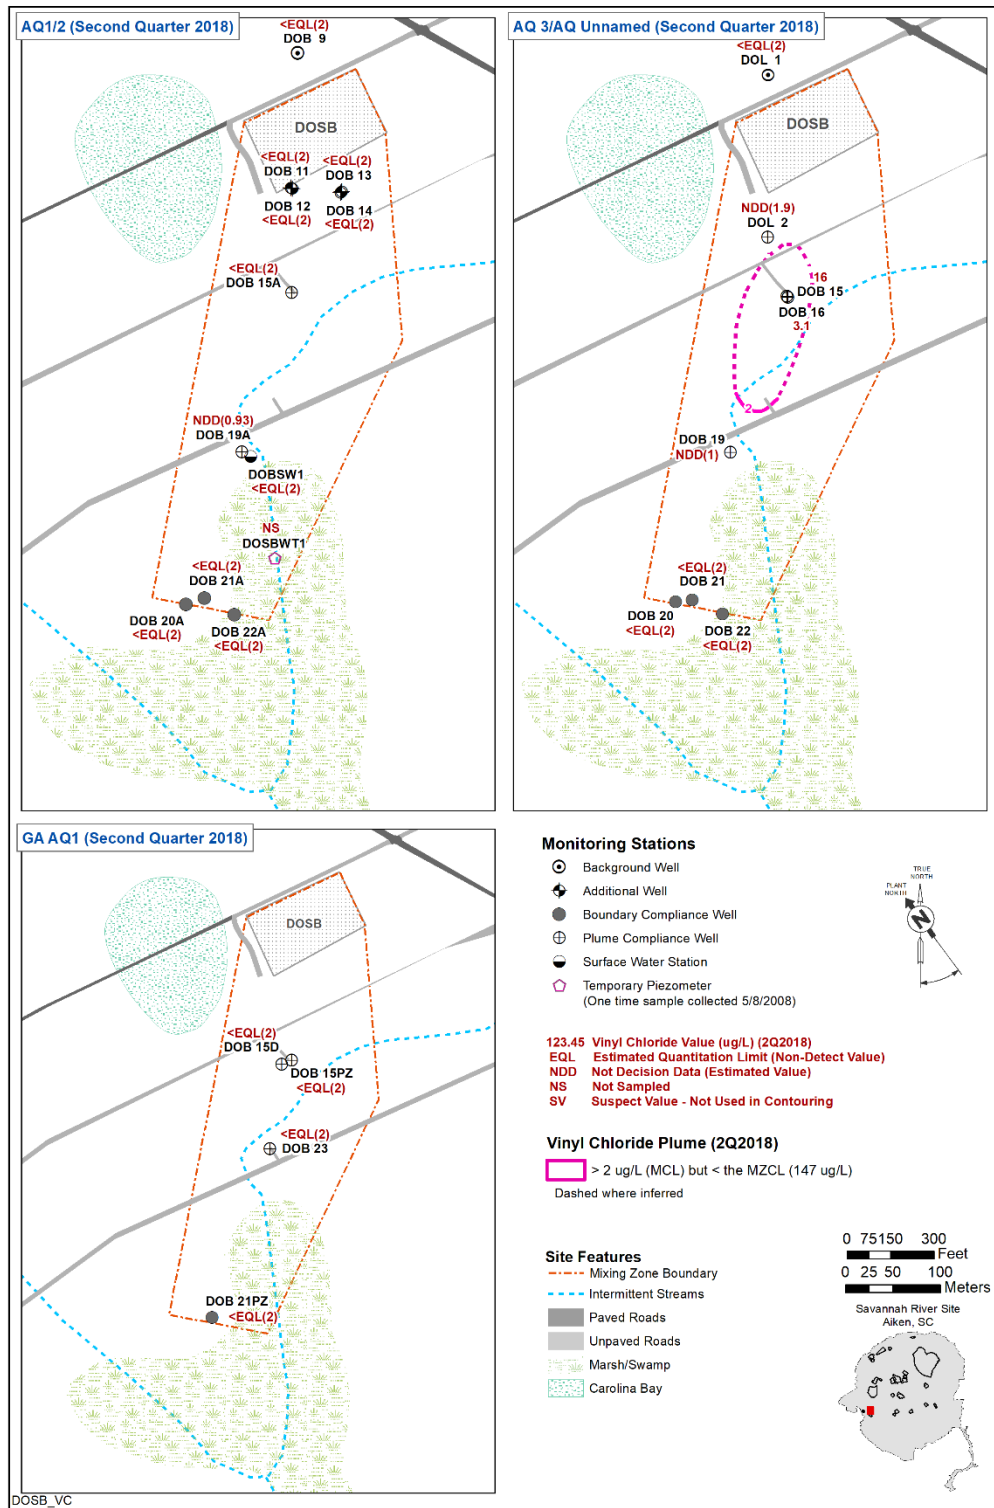 AQ1/2 (Second Quarter 2018)
<EQL(2)
DOB 9
DOSB
<EQL(2)
DOB 11
<EQL(2)
DOB 13
DOB 12
<EQL(2)
DOB 14
<EQL(2)
<EQL(2)
DOB 15A
NDD(0.93)
DOB 19A
DOBSW1
<EQL(2)
NS
DOSBWT1
<EQL(2)
DOB 21A
DOB 20A
<EQL(2)
DOB 22A
<EQL(2)
AQ 3/AQ Unnamed (Second Quarter 2018)
<EQL(2)
DOL 1
DOSB
NDD(1.9)
DOL 2
16
DOB 15
DOB 16
3.1
2
DOB 19
NDD(1)
<EQL(2)
DOB 21
DOB 20
<EQL(2)
DOB 22
<EQL(2)
GA AQ1 (Second Quarter 2018)
DOSB
<EQL(2)
DOB 15D
DOB 15PZ
<EQL(2)
<EQL(2)
DOB 23
DOB 21PZ
<EQL(2)
Monitoring Stations
Background Well
Additional Well
Boundary Compliance Well
Plume Compliance Well
Surface Water Station
Temporary Piezometer
(One time sample collected 5/8/2008)
TRUE
NORTH
PLANT
NORTH
N
123.45 Vinyl Chloride Value (ug/L) (2Q2018)
EQL Estimated Quantitation Limit (Non-Detect Value)
NDD Not Decision Data (Estimated Value)
NS Not Sampled
SV Suspect Value - Not Used in Contouring
Vinyl Chloride Plume (2Q2018)
> 2 ug/L (MCL) but < the MZCL (147 ug/L)
Dashed where inferred
Site Features
Mixing Zone Boundary
Intermittent Streams
Paved Roads
Unpaved Roads
Marsh/Swamp
Carolina Bay
0 75150 300
Feet
0 25 50 100
Meters
Savannah River Site
Aiken, SC
DOSB_VC